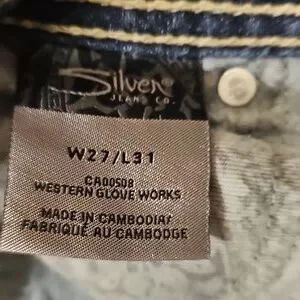 Silver
JEANS CO.
W27/L31
CA00508
WESTERN GLOVE WORKS
MADE IN CAMBODIA/
FABRIQUÉ AU CAMBODGE